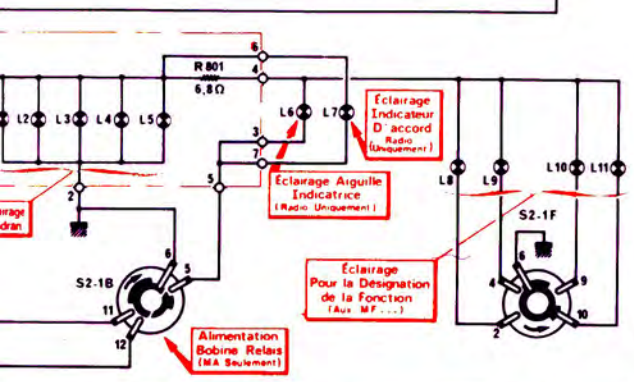 6
R 801
4
6,8Ω
L2
L3
L4
L5
L6
L7
Éclairage
Indicateur
D'accord
Radio
(Uniquement)
3
7
5
2
Éclairage Aiguille
Indicatrice
(Radio Uniquement)
L8
L9
L10
L11
S2-1F
6
4
9
2
10
6
5
S2-1B
11
12
Éclairage
Pour la Désignation
de la Fonction
(Aux MF...)
Alimentation
Bobine Relais
(MA Seulement)